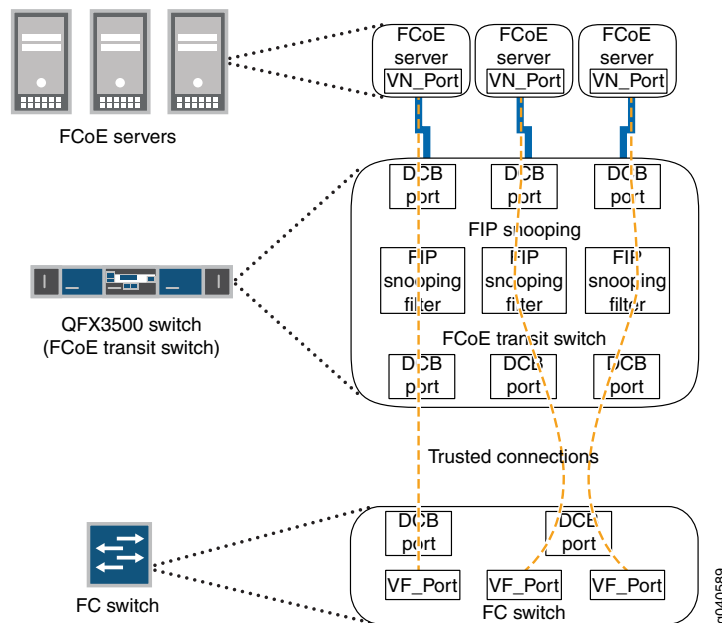 FCoE server
VN_Port
FCoE server
VN_Port
FCoE server
VN_Port
FCoE servers
DCB port
DCB port
DCB port
FIP snooping
FIP snooping filter
FIP snooping filter
FIP snooping filter
QFX3500 switch
(FCoE transit switch)
FCoE transit switch
DCB port
DCB port
DCB port
Trusted connections
DCB port
DCB port
VF_Port
VF_Port
VF_Port
FC switch
FC switch
g040589